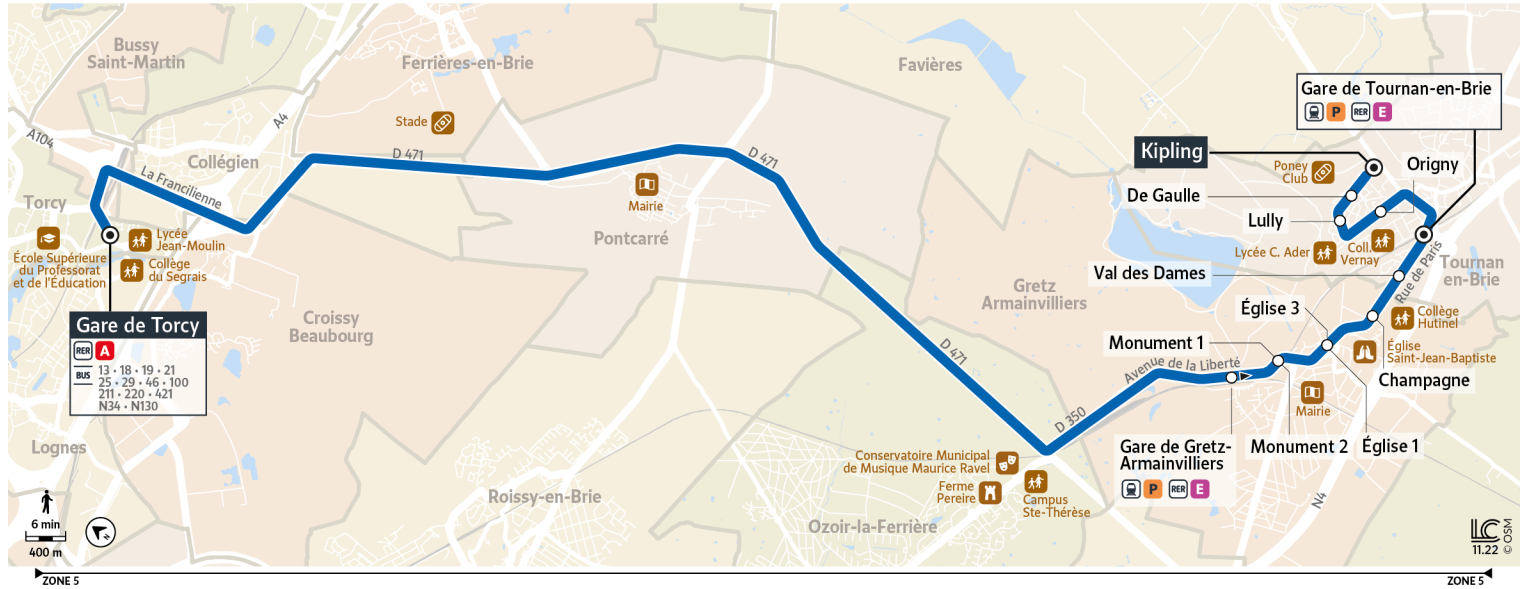 Bussy
Saint-Martin
Ferrières-en-Brie
Favières
Gare de Tournan-en-Brie
P RER E
A104
A4
Stade
Collégien
D 471
D 471
Kipling
Poney
Club
Origny
La Francilienne
Mairie
De Gaulle
Torcy
Lully
Lycée
Jean-Moulin
École Supérieure
du Professorat
et de l'Éducation
Collège
du Segrais
Pontcarré
Lycée C. Ader
Coll.
Vernay
Val des Dames
Rue de Paris
Tournan
en-Brie
Gretz
Armainvilliers
Croissy
Beaubourg
Église 3
Collège
Hutinel
Gare de Torcy
RER A
BUS
13 • 18 • 19 • 21
25 • 29 • 46 • 100
211 • 220 • 421
N34 • N130
Monument 1
D 471
Avenue de la Liberté
Église
Saint-Jean-Baptiste
Champagne
Mairie
D 350
Lognes
Gare de Gretz-
Armainvilliers
P RER E
Monument 2
Église 1
Conservatoire Municipal
de Musique Maurice Ravel
Ferme
Pereire
Campus
Ste-Thérèse
Roissy-en-Brie
Ozoir-la-Ferrière
N4
6 min
400 m
N
LC
11.22
© OSM
ZONE 5
ZONE 5